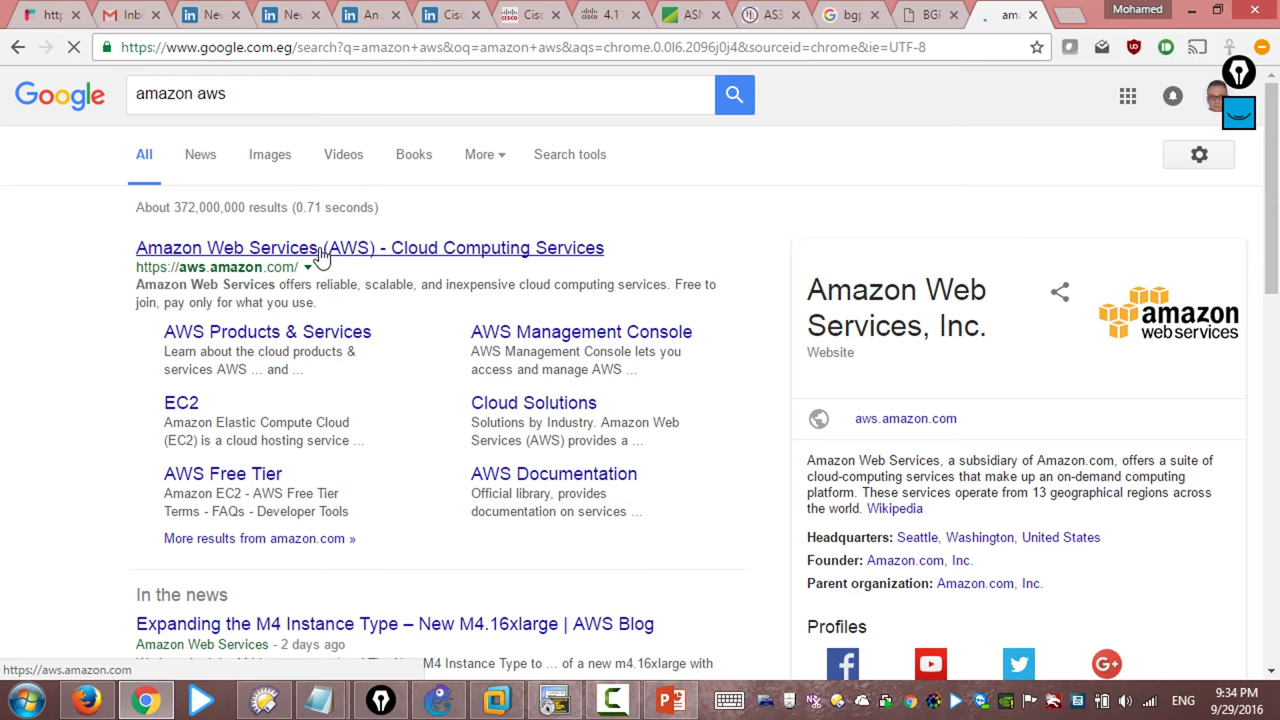 http
Inb
Nev
Nev
An
Cisc
Cisc
4.1
ASN
AS3
bgp
BGF
ama
Mohamed
https://www.google.com.eg/search?q=amazon+aws&oq=amazon+aws&aqs=chrome.0.0l6.2096j0j4&sourceid=chrome&ie=UTF-8
Google
amazon aws
All
News
Images
Videos
Books
More
Search tools
About 372,000,000 results (0.71 seconds)
Amazon Web Services (AWS) - Cloud Computing Services
https://aws.amazon.com/
Amazon Web Services offers reliable, scalable, and inexpensive cloud computing services. Free to
join, pay only for what you use.
AWS Products & Services
Learn about the cloud products &
services AWS ... and ...
AWS Management Console
AWS Management Console lets you
access and manage AWS ...
EC2
Amazon Elastic Compute Cloud
(EC2) is a cloud hosting service ...
Cloud Solutions
Solutions by Industry. Amazon Web
Services (AWS) provides a ...
AWS Free Tier
Amazon EC2 - AWS Free Tier
Terms - FAQs - Developer Tools
AWS Documentation
Official library, provides
documentation on services ...
More results from amazon.com »
In the news
Expanding the M4 Instance Type – New M4.16xlarge | AWS Blog
Amazon Web Services - 2 days ago
M4 Instance Type to ... of a new m4.16xlarge with
https://aws.amazon.com
Amazon Web
Services, Inc.
Website
amazon
web services
aws.amazon.com
Amazon Web Services, a subsidiary of Amazon.com, offers a suite of
cloud-computing services that make up an on-demand computing
platform. These services operate from 13 geographical regions across
the world. Wikipedia
Headquarters: Seattle, Washington, United States
Founder: Amazon.com, Inc.
Parent organization: Amazon.com, Inc.
Profiles
ENG
9:34 PM
9/29/2016